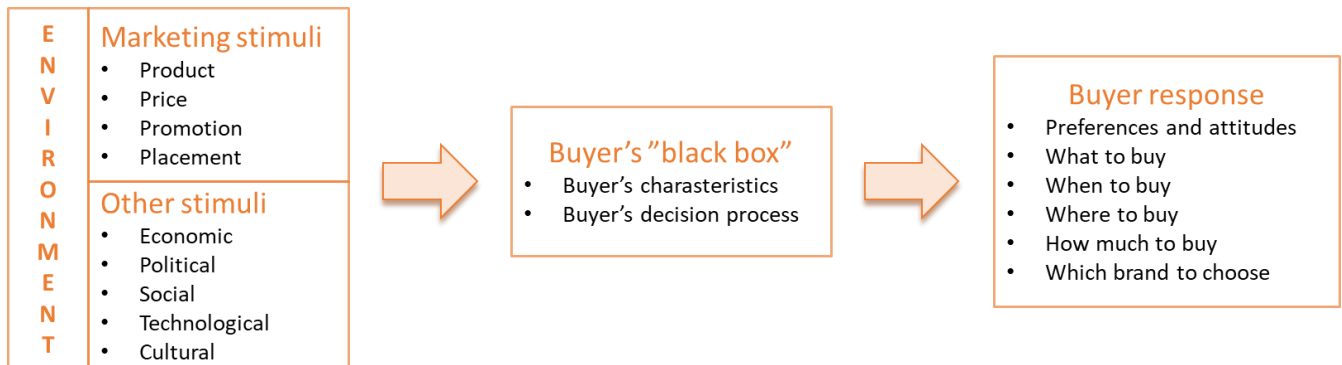 ENVIRONMENT
Marketing stimuli
• Product
• Price
• Promotion
• Placement
Other stimuli
• Economic
• Political
• Social
• Technological
• Cultural
Buyer's ”black box”
• Buyer's charasteristics
• Buyer's decision process
Buyer response
• Preferences and attitudes
• What to buy
• When to buy
• Where to buy
• How much to buy
• Which brand to choose